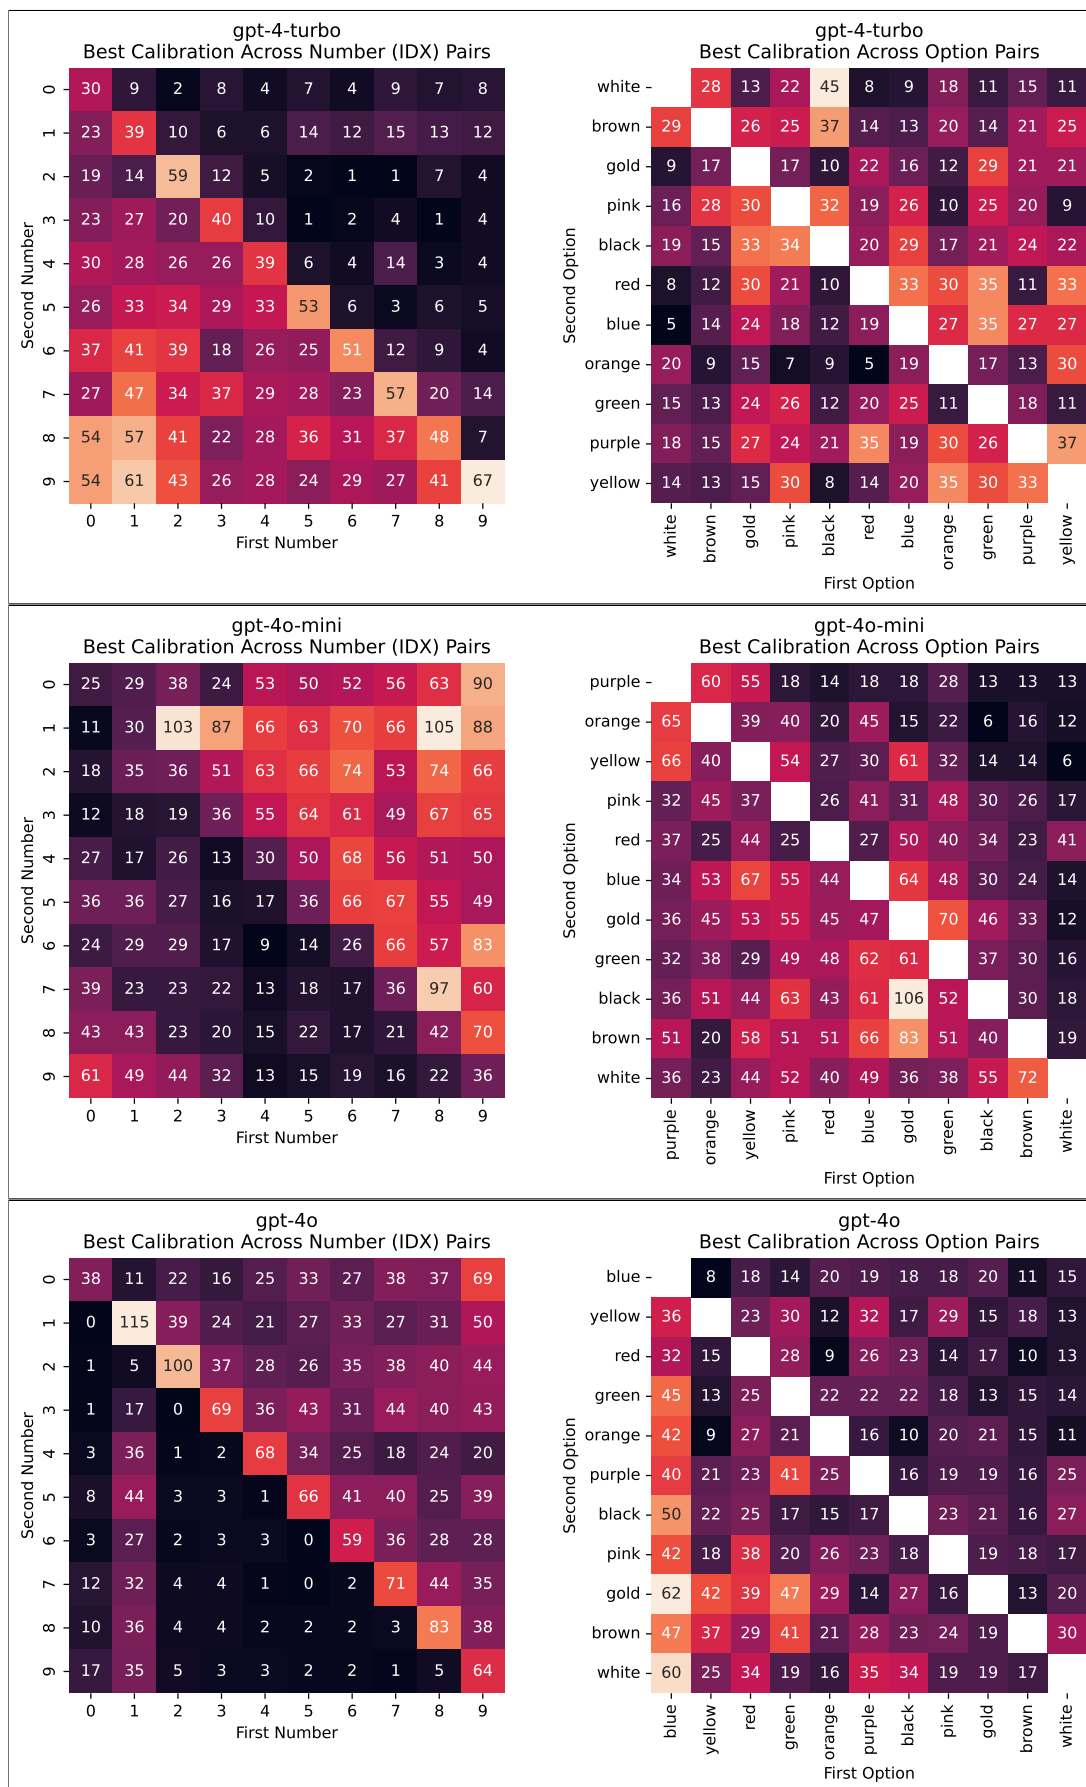 gpt-4-turbo
Best Calibration Across Number (IDX) Pairs
Second Number
0 30 9 2 8 4 7 4 9 7 8
1 23 39 10 6 6 14 12 15 13 12
2 19 14 59 12 5 2 1 1 7 4
3 23 27 20 40 10 1 2 4 1 4
4 30 28 26 26 39 6 4 14 3 4
5 26 33 34 29 33 53 6 3 6 5
6 37 41 39 18 26 25 51 12 9 4
7 27 47 34 37 29 28 23 57 20 14
8 54 57 41 22 28 36 31 37 48 7
9 54 61 43 26 28 24 29 27 41 67
0 1 2 3 4 5 6 7 8 9
First Number
gpt-4-turbo
Best Calibration Across Option Pairs
Second Option
white 28 13 22 45 8 9 18 11 15 11
brown 29 26 25 37 14 13 20 14 21 25
gold 9 17 17 10 22 16 12 29 21 21
pink 16 28 30 32 19 26 10 25 20 9
black 19 15 33 34 20 29 17 21 24 22
red 8 12 30 21 10 33 30 35 11 33
blue 5 14 24 18 12 19 27 35 27 27
orange 20 9 15 7 9 5 19 17 13 30
green 15 13 24 26 12 20 25 11 18 11
purple 18 15 27 24 21 35 19 30 26 37
yellow 14 13 15 30 8 14 20 35 30 33
white brown gold pink black red blue orange green purple yellow
First Option
gpt-4o-mini
Best Calibration Across Number (IDX) Pairs
Second Number
0 25 29 38 24 53 50 52 56 63 90
1 11 30 103 87 66 63 70 66 105 88
2 18 35 36 51 63 66 74 53 74 66
3 12 18 19 36 55 64 61 49 67 65
4 27 17 26 13 30 50 68 56 51 50
5 36 36 27 16 17 36 66 67 55 49
6 24 29 29 17 9 14 26 66 57 83
7 39 23 23 22 13 18 17 36 97 60
8 43 43 23 20 15 22 17 21 42 70
9 61 49 44 32 13 15 19 16 22 36
0 1 2 3 4 5 6 7 8 9
First Number
gpt-4o-mini
Best Calibration Across Option Pairs
Second Option
purple 60 55 18 14 18 18 28 13 13 13
orange 65 39 40 20 45 15 22 6 16 12
yellow 66 40 54 27 30 61 32 14 14 6
pink 32 45 37 26 41 31 48 30 26 17
red 37 25 44 25 27 50 40 34 23 41
blue 34 53 67 55 44 64 48 30 24 14
gold 36 45 53 55 45 47 70 46 33 12
green 32 38 29 49 48 62 61 37 30 16
black 36 51 44 63 43 61 106 52 30 18
brown 51 20 58 51 51 66 83 51 40 19
white 36 23 44 52 40 49 36 38 55 72
purple orange yellow pink red blue gold green black brown white
First Option
gpt-4o
Best Calibration Across Number (IDX) Pairs
Second Number
0 38 11 22 16 25 33 27 38 37 69
1 0 115 39 24 21 27 33 27 31 50
2 1 5 100 37 28 26 35 38 40 44
3 1 17 0 69 36 43 31 44 40 43
4 3 36 1 2 68 34 25 18 24 20
5 8 44 3 3 1 66 41 40 25 39
6 3 27 2 3 3 0 59 36 28 28
7 12 32 4 4 1 0 2 71 44 35
8 10 36 4 4 2 2 2 3 83 38
9 17 35 5 3 3 2 2 1 5 64
0 1 2 3 4 5 6 7 8 9
First Number
gpt-4o
Best Calibration Across Option Pairs
Second Option
blue 8 18 14 20 19 18 18 20 11 15
yellow 36 23 30 12 32 17 29 15 18 13
red 32 15 28 9 26 23 14 17 10 13
green 45 13 25 22 22 22 18 13 15 14
orange 42 9 27 21 16 10 20 21 15 11
purple 40 21 23 41 25 16 19 19 16 25
black 50 22 25 17 15 17 23 21 16 27
pink 42 18 38 20 26 23 18 19 18 17
gold 62 42 39 47 29 14 27 16 13 20
brown 47 37 29 41 21 28 23 24 19 30
white 60 25 34 19 16 35 34 19 19 17
blue yellow red green orange purple black pink gold brown white
First Option